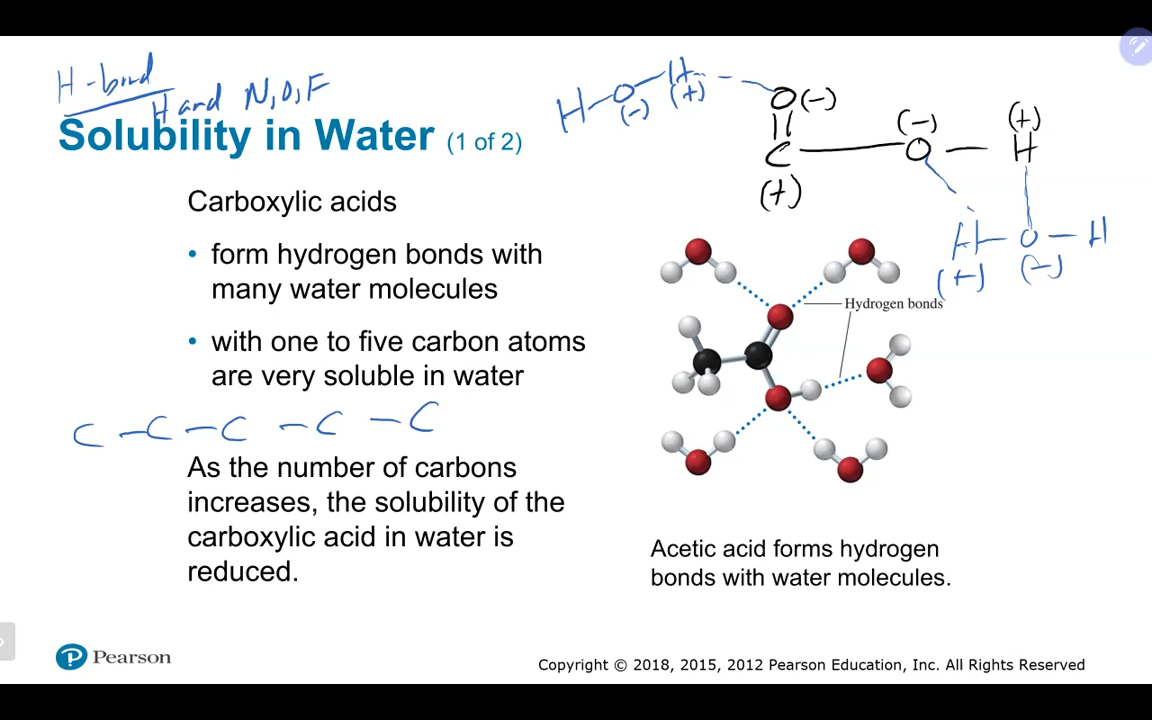 H-bond
H and N,O,F
Solubility in Water (1 of 2)
H-O-H
(-) (+)
O(-)
C-O-H
(+) (-) (+)
H-O-H
(+) (-)
Carboxylic acids
• form hydrogen bonds with
many water molecules
• with one to five carbon atoms
are very soluble in water
C-C-C-C-C
As the number of carbons
increases, the solubility of the
carboxylic acid in water is
reduced.
Hydrogen bonds
Acetic acid forms hydrogen
bonds with water molecules.
P Pearson
Copyright © 2018, 2015, 2012 Pearson Education, Inc. All Rights Reserved